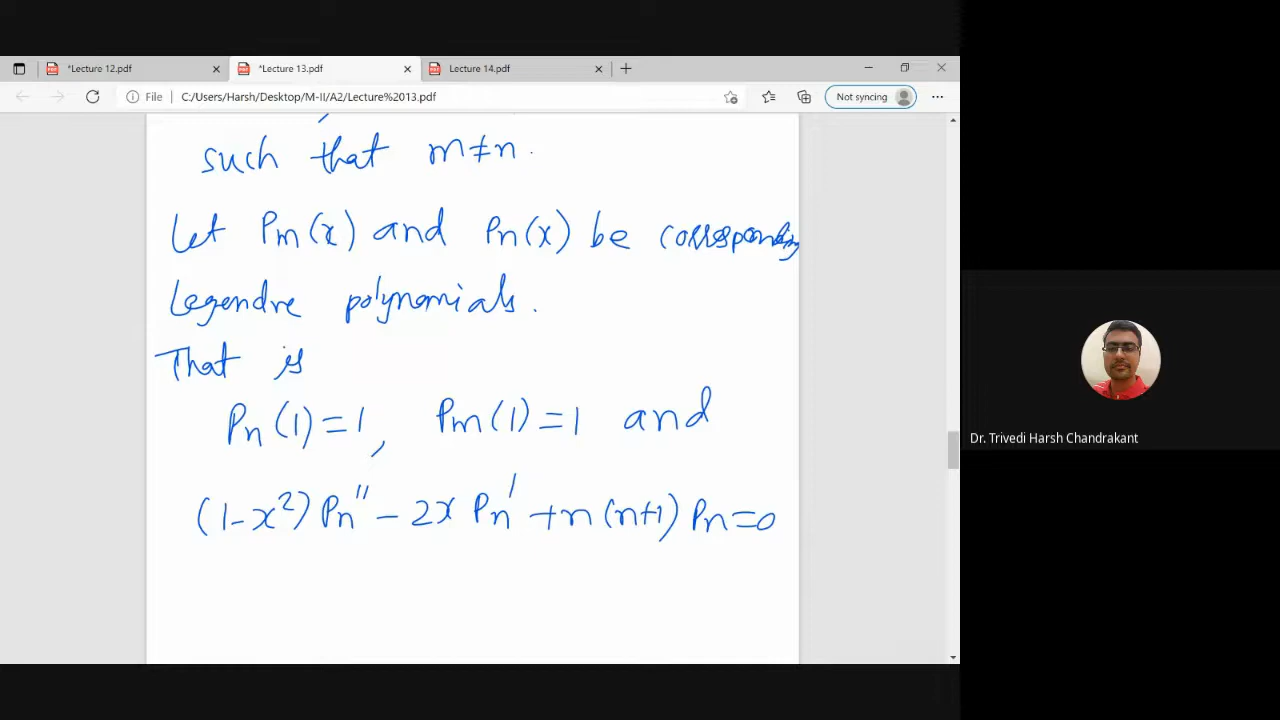 *Lecture 12.pdf
*Lecture 13.pdf
Lecture 14.pdf
File
C:/Users/Harsh/Desktop/M-II/A2/Lecture%2013.pdf
Not syncing
such that m≠n.
Let Pm(x) and Pn(x) be corresponding
Legendre polynomials.
That is
Pn(1)=1, Pm(1)=1 and
(1-x²)Pn'' - 2x Pn' + n(n+1) Pn=0
Dr. Trivedi Harsh Chandrakant